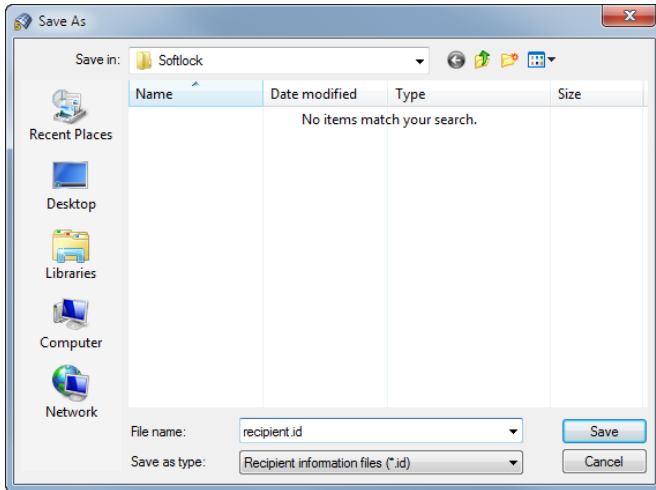 Save As
Save in: Softlock
Name Date modified Type Size
No items match your search.
Recent Places
Desktop
Libraries
Computer
Network
File name: recipient.id Save
Save as type: Recipient information files (*.id) Cancel